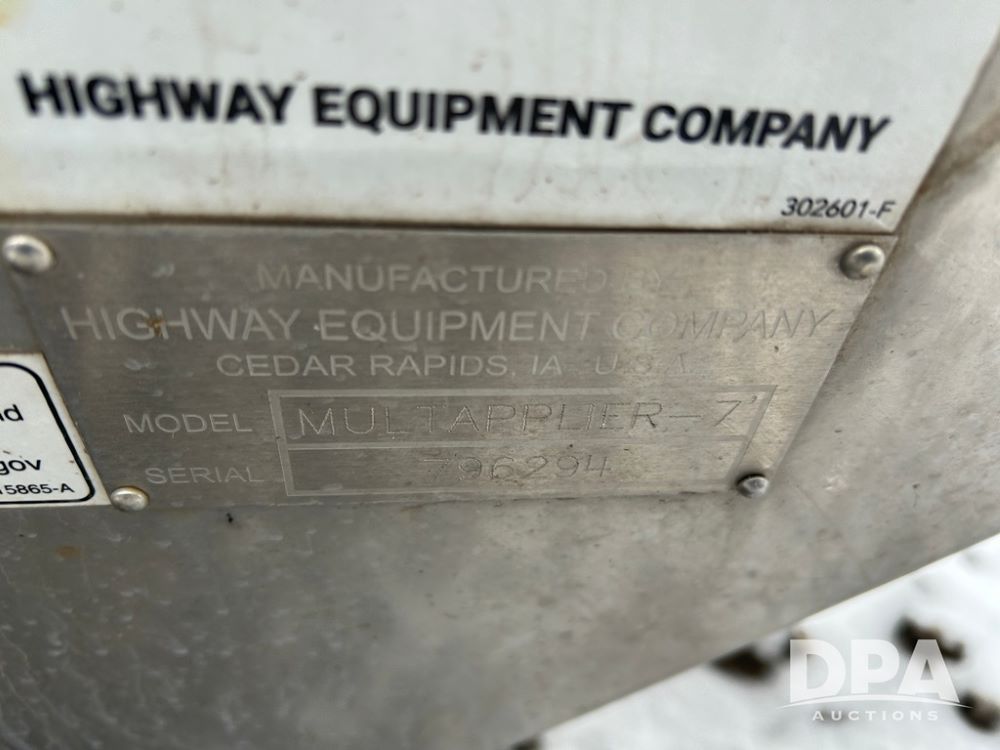 HIGHWAY EQUIPMENT COMPANY
302601-F
MANUFACTURED BY
HIGHWAY EQUIPMENT COMPANY
CEDAR RAPIDS, IA U.S.A.
MODEL MULTAPPLIER-7'
SERIAL 796294
gov
15865-A
DPA
AUCTIONS